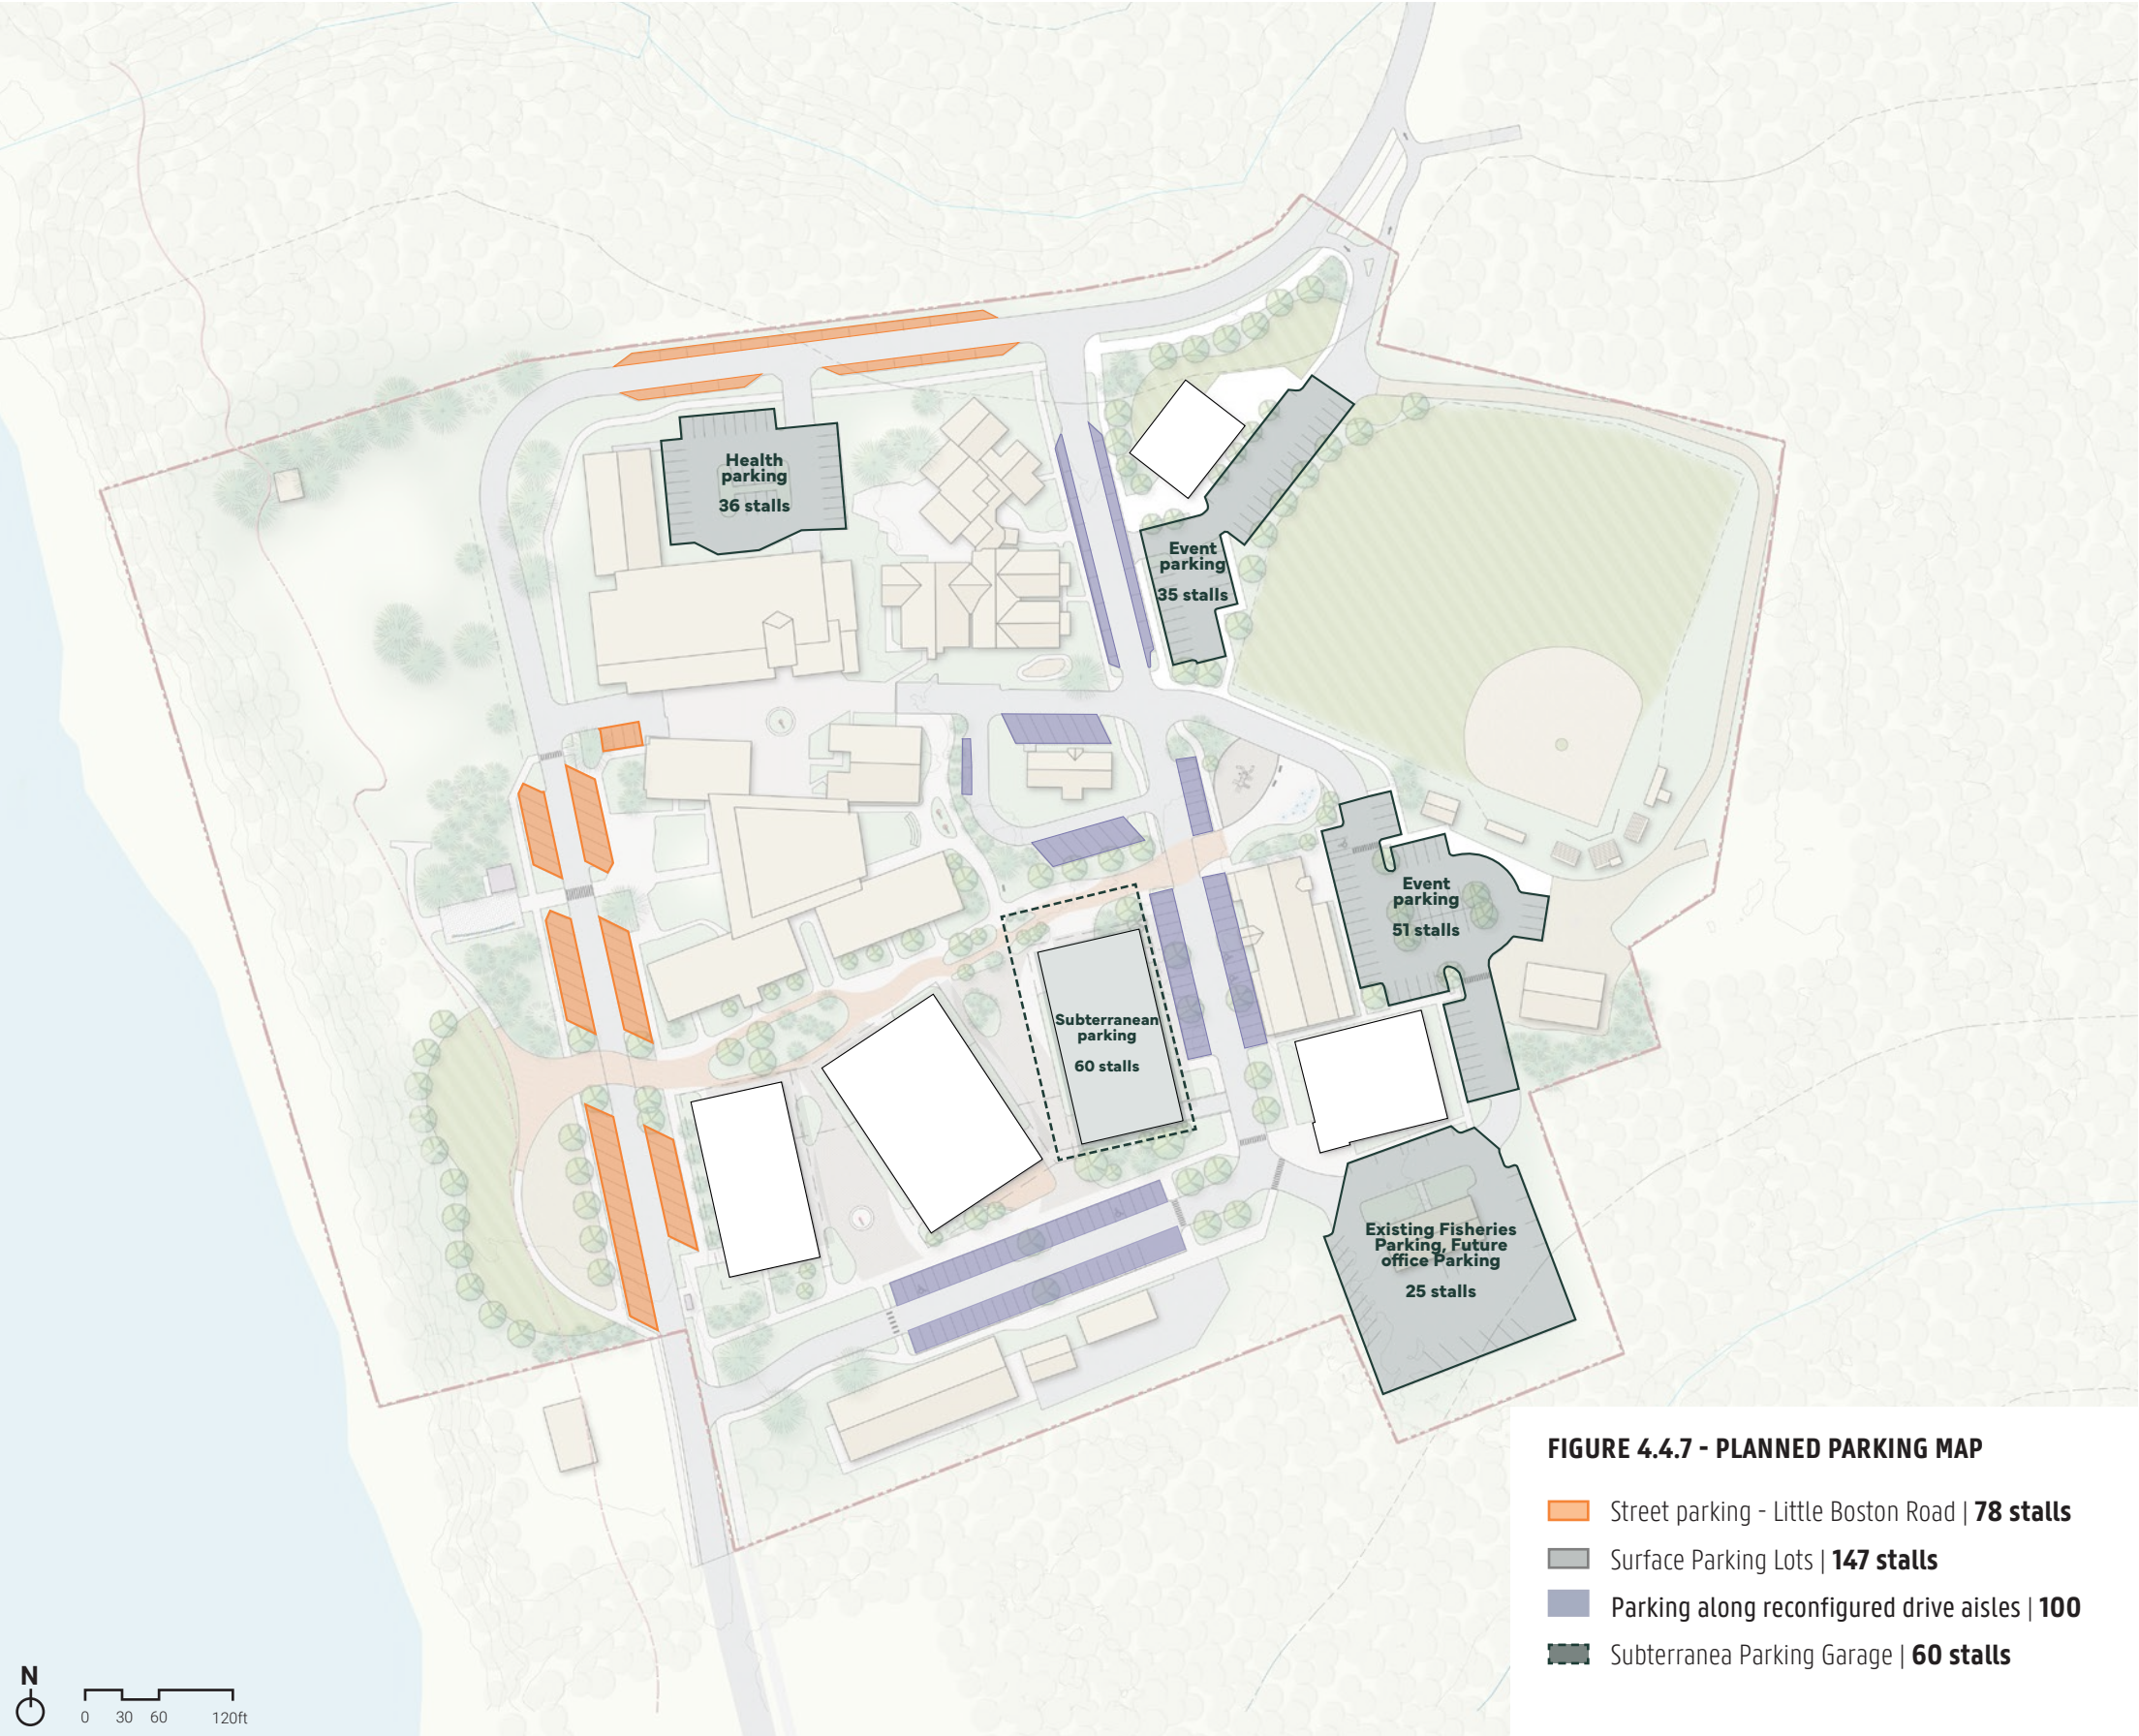 Health
parking
36 stalls
Event
parking
35 stalls
Event
parking
51 stalls
Subterranean
parking
60 stalls
Existing Fisheries
Parking, Future
office Parking
25 stalls
FIGURE 4.4.7 - PLANNED PARKING MAP
Street parking - Little Boston Road | 78 stalls
Surface Parking Lots | 147 stalls
Parking along reconfigured drive aisles | 100
Subterranea Parking Garage | 60 stalls
N
0 30 60 120ft